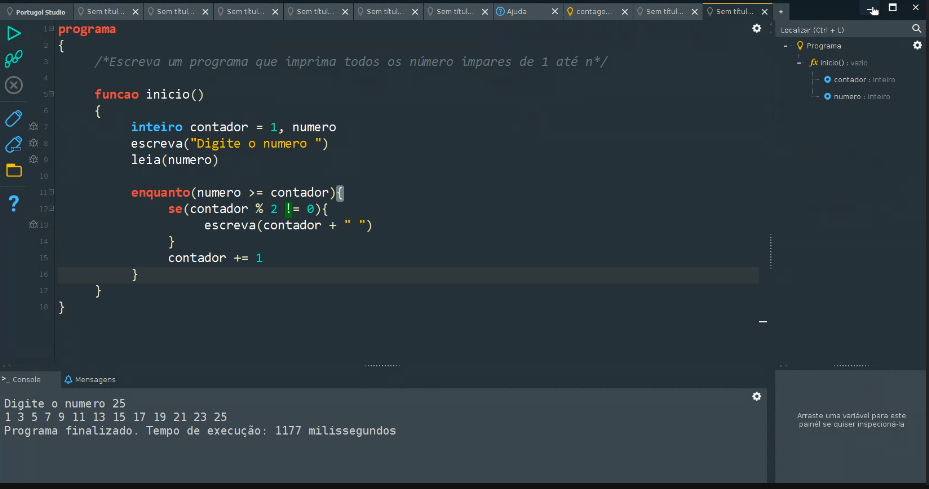 Portugol Studio
Sem títul...
Sem títul...
Sem títul...
Sem títul...
Sem títul...
Sem títul...
Ajuda
contage...
Sem títul...
Sem títul...
+
1 programa
2 {
3 /*Escreva um programa que imprima todos os número impares de 1 até n*/
4
5 funcao inicio()
6 {
7 inteiro contador = 1, numero
8 escreva("Digite o numero ")
9 leia(numero)
10
11 enquanto(numero >= contador){
12 se(contador % 2 != 0){
13 escreva(contador + " ")
14 }
15 contador += 1
16 }
17 }
18 }
Localizar (Ctrl + L)
Programa
inicio() : vazio
contador : inteiro
numero : inteiro
Console
Mensagens
Digite o numero 25
1 3 5 7 9 11 13 15 17 19 21 23 25
Programa finalizado. Tempo de execução: 1177 milissegundos
Arraste uma variável para este
painél se quiser inspecioná-la